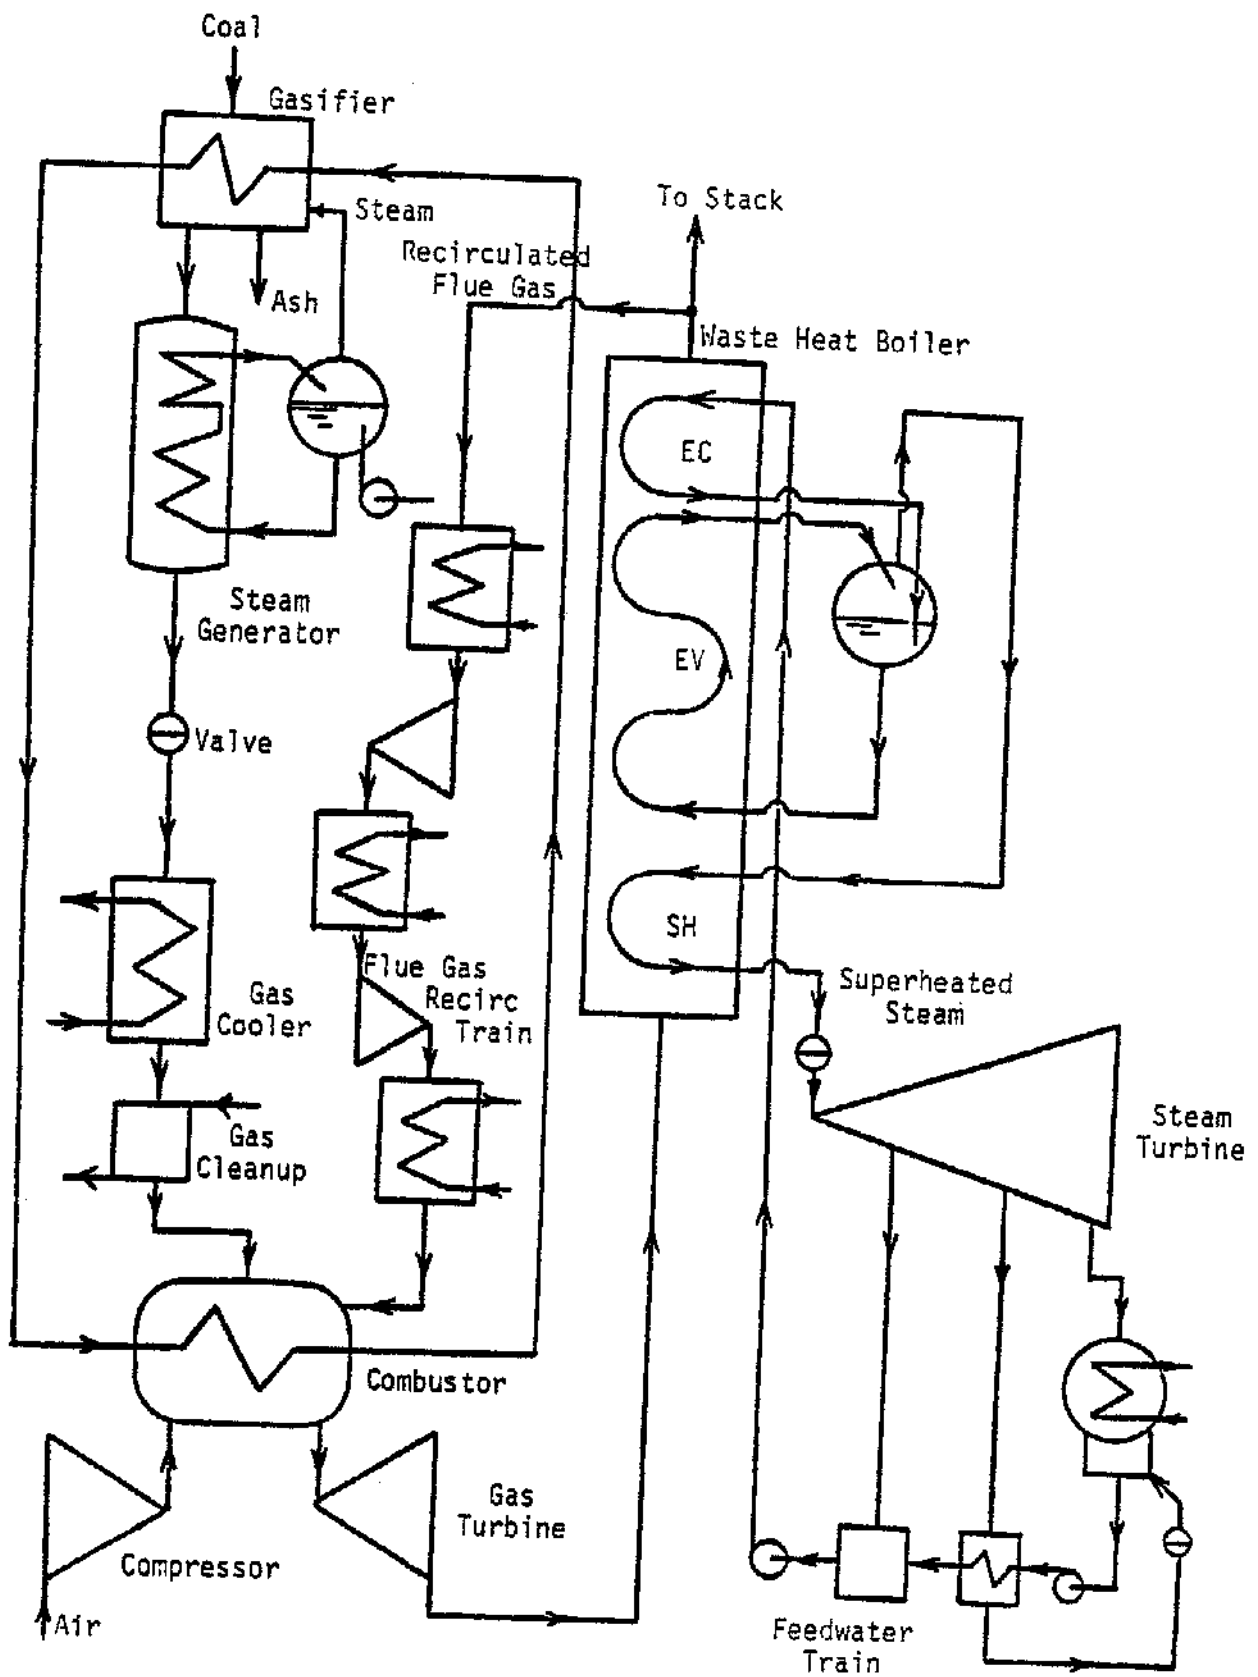 Coal
Gasifier
Steam
To Stack
Recirculated
Flue Gas
Ash
Waste Heat Boiler
EC
Steam
Generator
EV
Valve
SH
Flue Gas
Recirc
Train
Gas
Cooler
Superheated
Steam
Gas
Cleanup
Steam
Turbine
Combustor
Gas
Turbine
Compressor
Air
Feedwater
Train